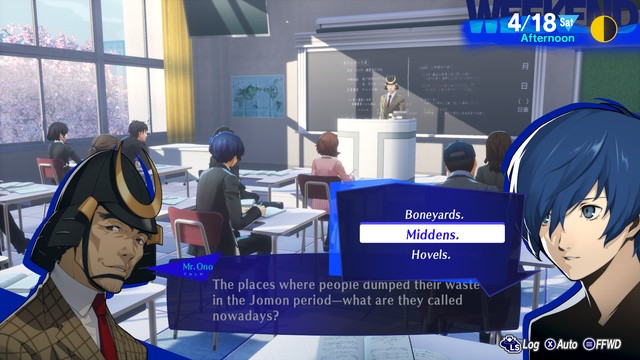 WEEKEND
4/18 Sat
Afternoon
Boneyards.
Middens.
Hovels.
Mr. Ono
The places where people dumped their waste
in the Jomon period—what are they called
nowadays?
LS Log X Auto FFWD